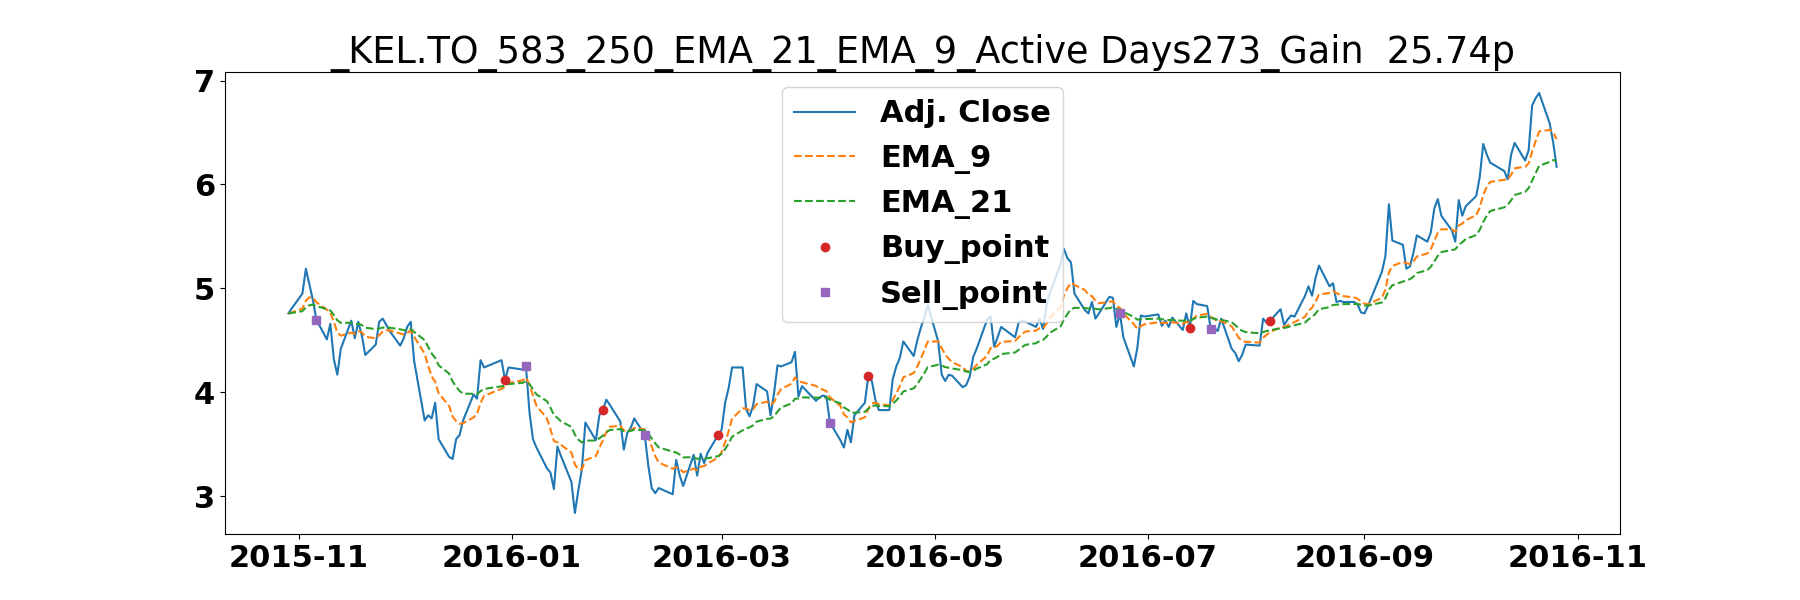 _KEL.TO_583_250_EMA_21_EMA_9_Active Days273_Gain  25.74p
7
6
5
4
3
Adj. Close
EMA_9
EMA_21
Buy_point
Sell_point
2015-11
2016-01
2016-03
2016-05
2016-07
2016-09
2016-11